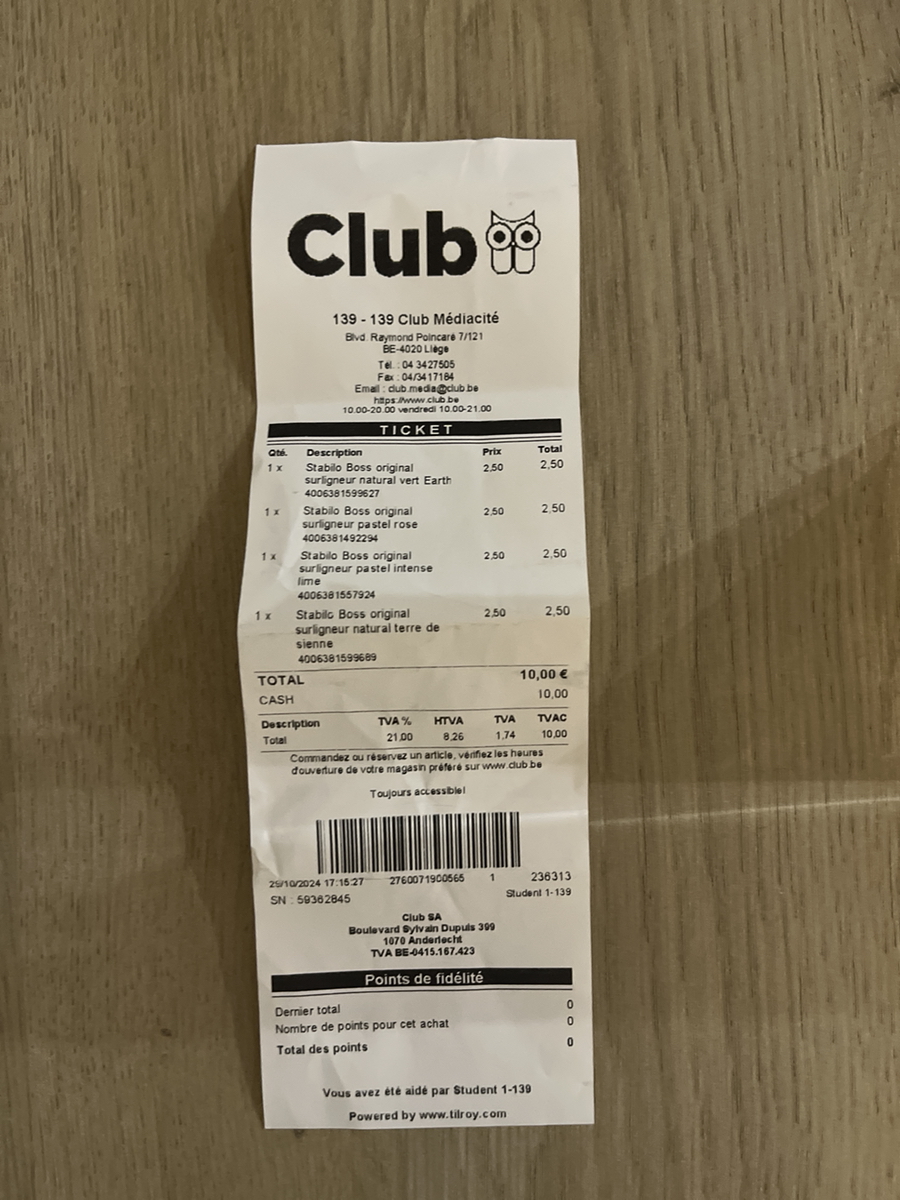 Club
139 - 139 Club Médiacité
Blvd. Raymond Poincaré 7/121
BE-4020 Liège
Tél. : 04 3427505
Fax : 04/3417184
Email : club.media@club.be
https://www.club.be
10.00-20.00 vendredi 10.00-21.00
TICKET
Qté. Description Prix Total
1 x Stabilo Boss original 2,50 2,50
surligneur natural vert Earth
4006381599627
1 x Stabilo Boss original 2,50 2,50
surligneur pastel rose
4006381492294
1 x Stabilo Boss original 2,50 2,50
surligneur pastel intense
lime
4006381557924
1 x Stabilo Boss original 2,50 2,50
surligneur natural terre de
sienne
4006381599689
TOTAL 10,00 €
CASH 10,00
Description TVA % HTVA TVA TVAC
Total 21,00 8,26 1,74 10,00
Commandez ou réservez un article, vérifiez les heures
d'ouverture de votre magasin préféré sur www.club.be
Toujours accessible!
29/10/2024 17:15:27 2760071900565 1 236313
SN : 59362845 Student 1-139
Club SA
Boulevard Sylvain Dupuis 399
1070 Anderlecht
TVA BE-0415.167.423
Points de fidélité
Dernier total 0
Nombre de points pour cet achat 0
Total des points 0
Vous avez été aidé par Student 1-139
Powered by www.tilroy.com